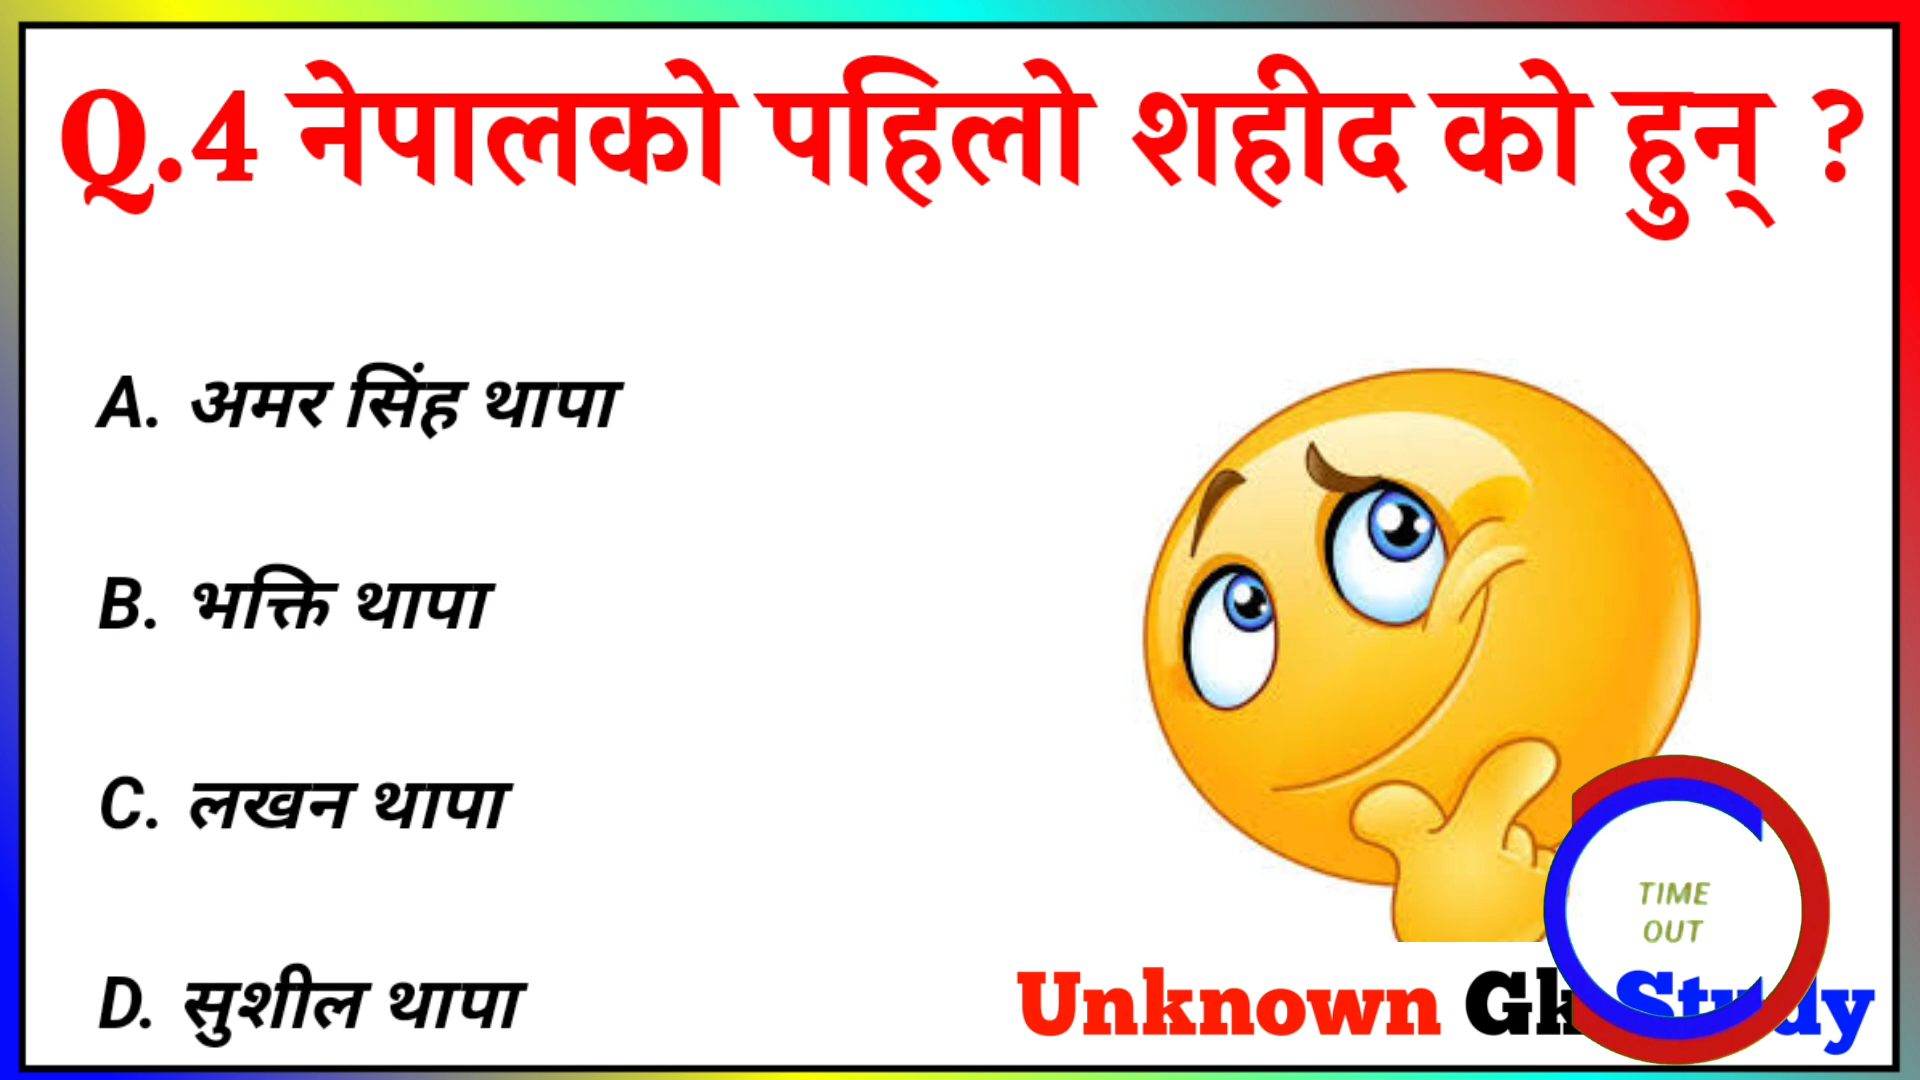 Q.4 नेपालको पहिलो शहीद को हुन् ?
A. अमर सिंह थापा
B. भक्ति थापा
C. लखन थापा
D. सुशील थापा
TIME
OUT
Unknown Gk Study